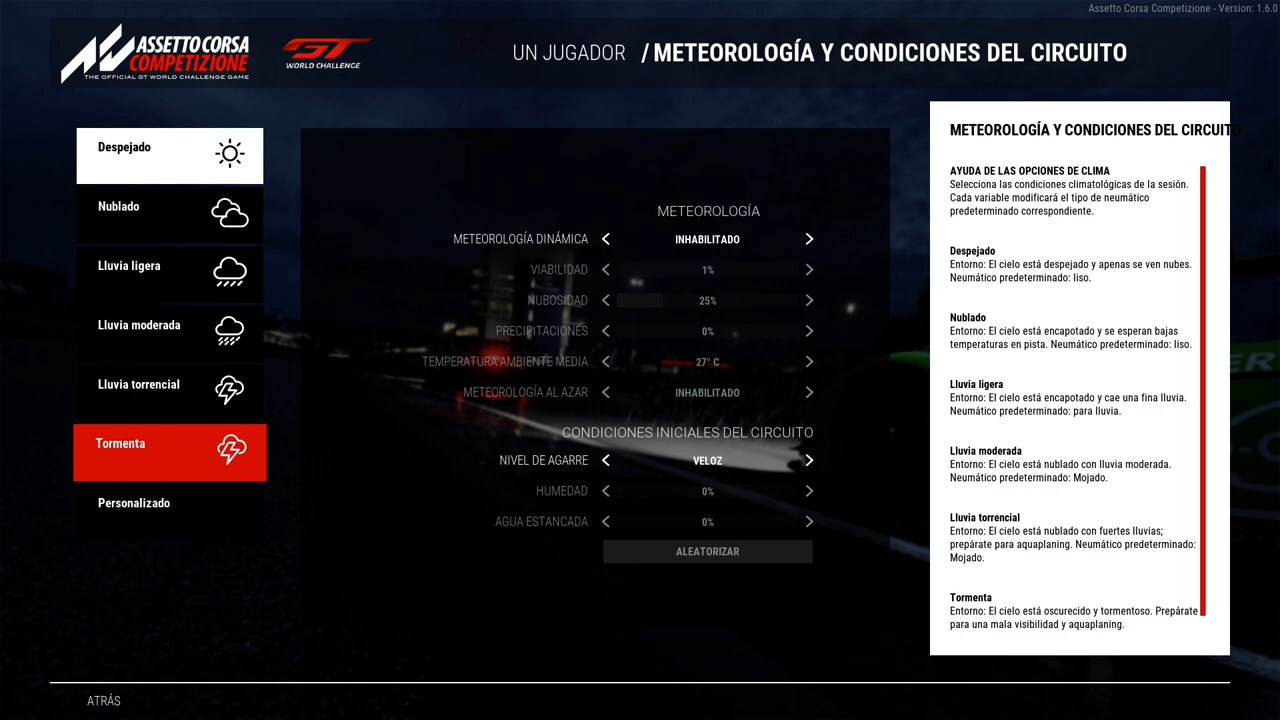 Assetto Corsa Competizione - Version: 1.6.0
ASSETTO CORSA
COMPETIZIONE
THE OFFICIAL GT WORLD CHALLENGE GAME
GT
WORLD CHALLENGE
UN JUGADOR / METEOROLOGÍA Y CONDICIONES DEL CIRCUITO
Despejado
Nublado
Lluvia ligera
Lluvia moderada
Lluvia torrencial
Tormenta
Personalizado
METEOROLOGÍA
METEOROLOGÍA DINÁMICA INHABILITADO
VIABILIDAD 1%
NUBOSIDAD 25%
PRECIPITACIONES 0%
TEMPERATURA AMBIENTE MEDIA 27° C
METEOROLOGÍA AL AZAR INHABILITADO
CONDICIONES INICIALES DEL CIRCUITO
NIVEL DE AGARRE VELOZ
HUMEDAD 0%
AGUA ESTANCADA 0%
ALEATORIZAR
METEOROLOGÍA Y CONDICIONES DEL CIRCUITO
AYUDA DE LAS OPCIONES DE CLIMA
Selecciona las condiciones climatológicas de la sesión.
Cada variable modificará el tipo de neumático
predeterminado correspondiente.
Despejado
Entorno: El cielo está despejado y apenas se ven nubes.
Neumático predeterminado: liso.
Nublado
Entorno: El cielo está encapotado y se esperan bajas
temperaturas en pista. Neumático predeterminado: liso.
Lluvia ligera
Entorno: El cielo está encapotado y cae una fina lluvia.
Neumático predeterminado: para lluvia.
Lluvia moderada
Entorno: El cielo está nublado con lluvia moderada.
Neumático predeterminado: Mojado.
Lluvia torrencial
Entorno: El cielo está nublado con fuertes lluvias;
prepárate para aquaplaning. Neumático predeterminado:
Mojado.
Tormenta
Entorno: El cielo está oscurecido y tormentoso. Prepárate
para una mala visibilidad y aquaplaning.
ATRÁS